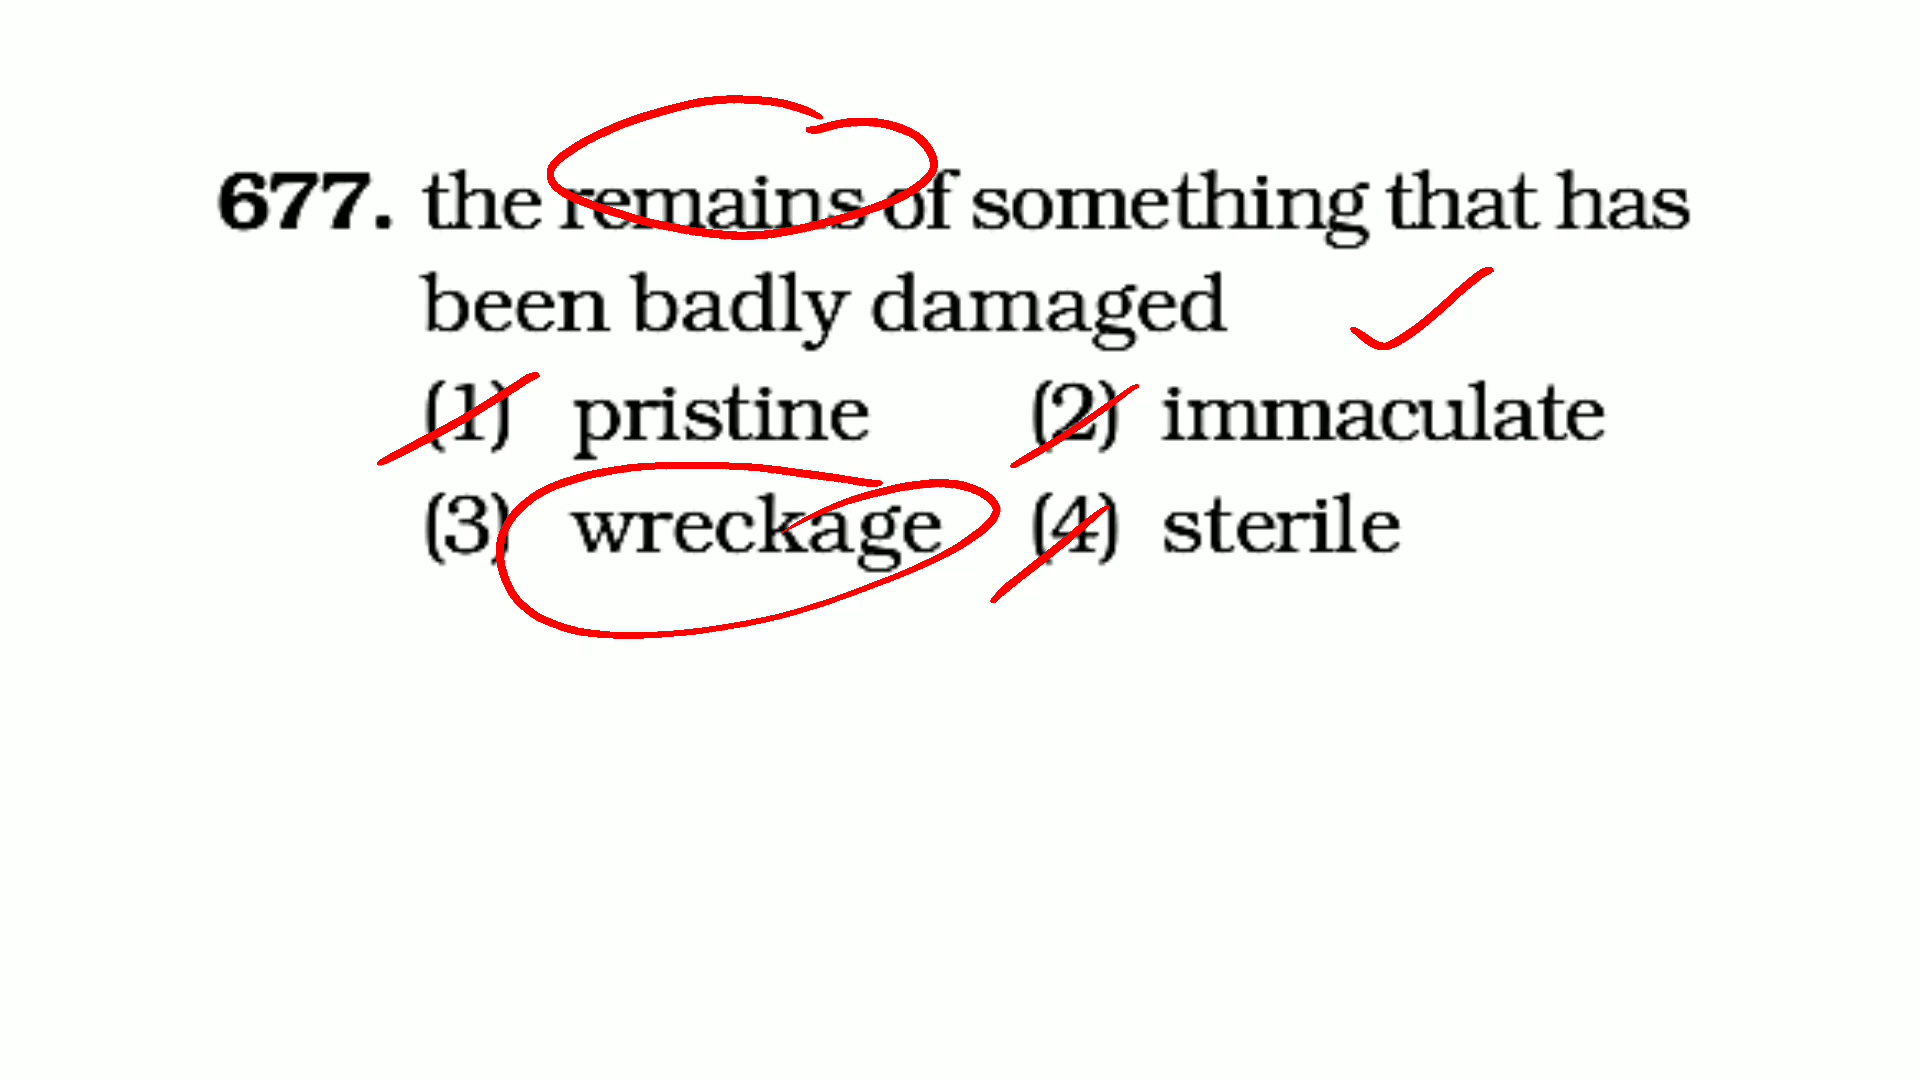 677. the remains of something that has
been badly damaged
(1) pristine (2) immaculate
(3) wreckage (4) sterile